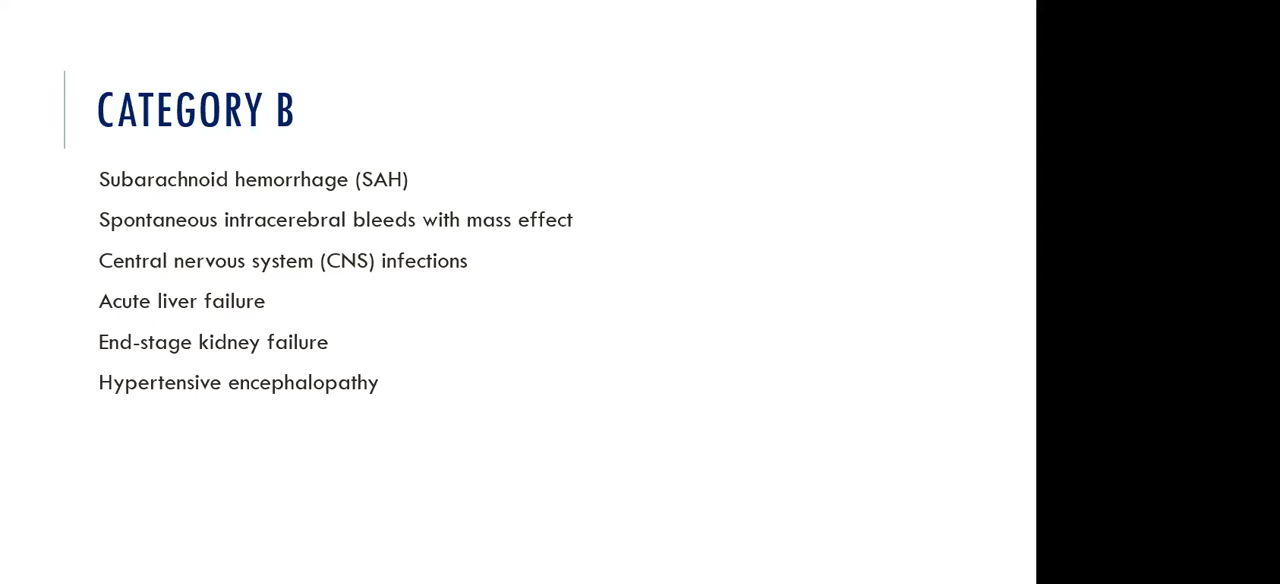 CATEGORY B
Subarachnoid hemorrhage (SAH)
Spontaneous intracerebral bleeds with mass effect
Central nervous system (CNS) infections
Acute liver failure
End-stage kidney failure
Hypertensive encephalopathy